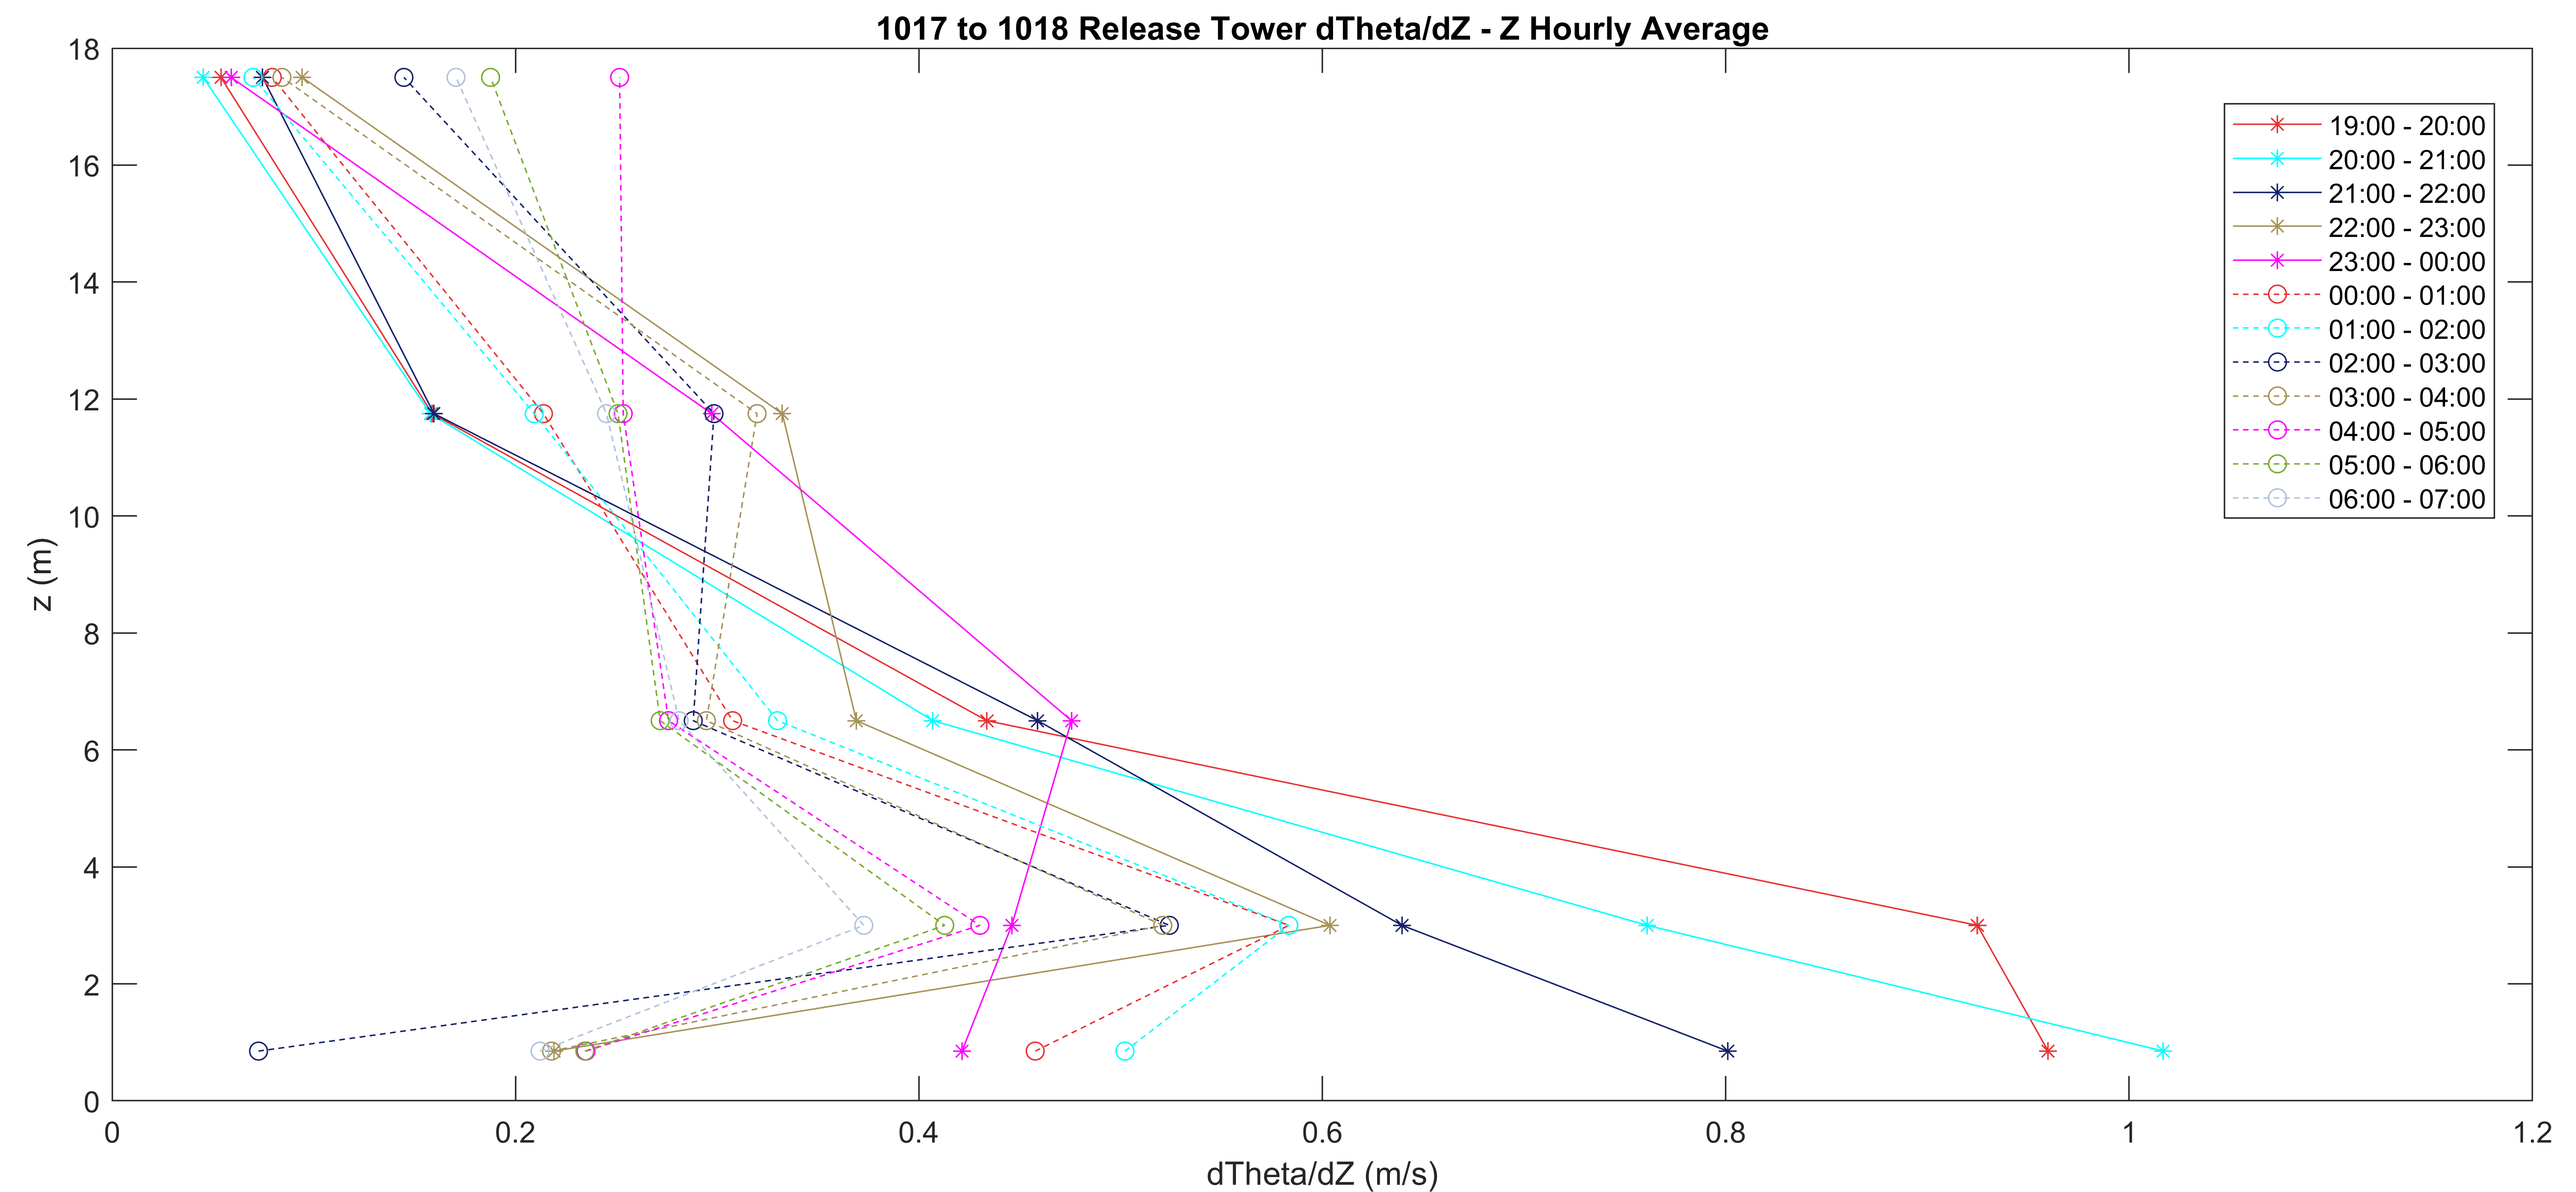 1017 to 1018 Release Tower dTheta/dZ - Z Hourly Average
18
16
14
12
10
8
6
4
2
0
z (m)
19:00 - 20:00
20:00 - 21:00
21:00 - 22:00
22:00 - 23:00
23:00 - 00:00
00:00 - 01:00
01:00 - 02:00
02:00 - 03:00
03:00 - 04:00
04:00 - 05:00
05:00 - 06:00
06:00 - 07:00
0 0.2 0.4 0.6 0.8 1 1.2
dTheta/dZ (m/s)